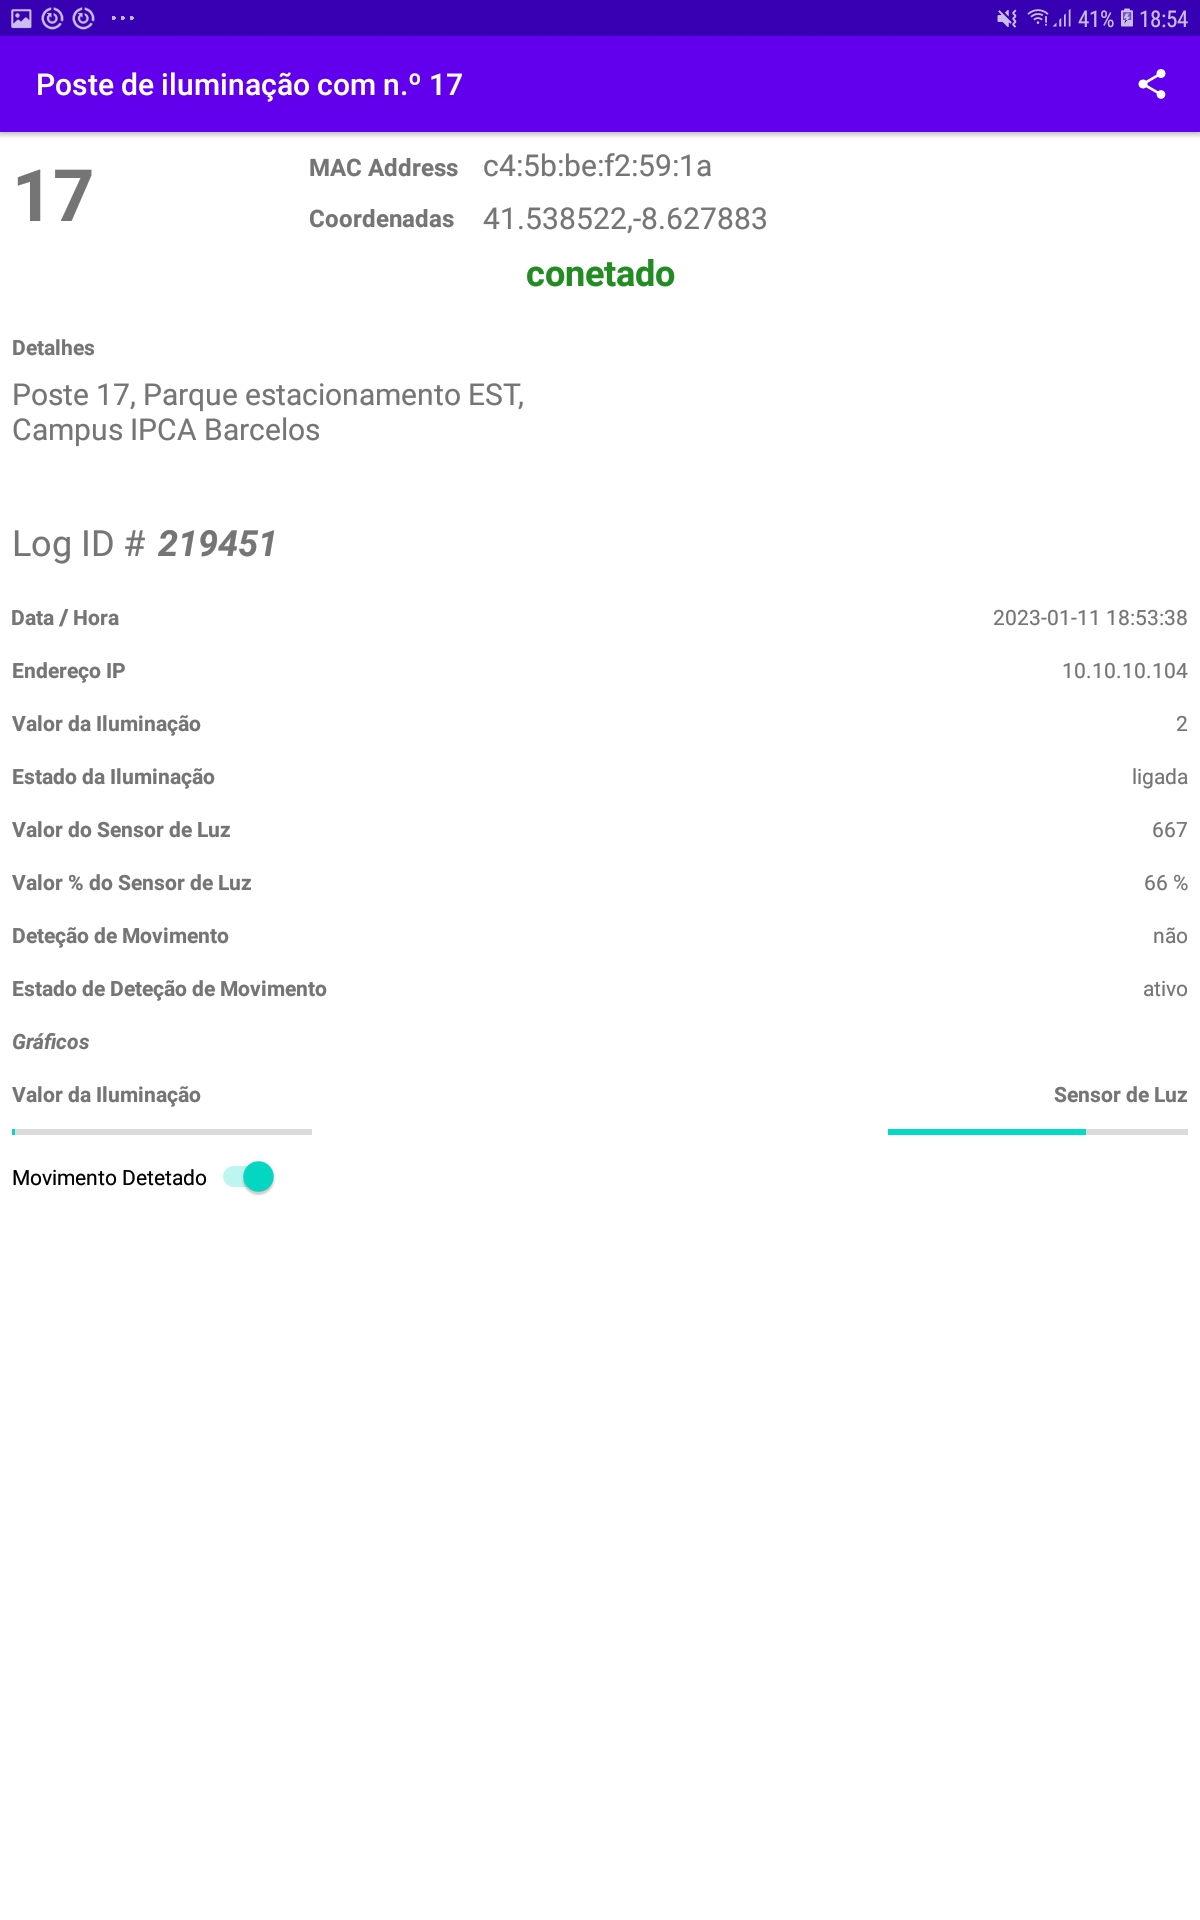 41% 18:54
Poste de iluminação com n.º 17
17
MAC Address c4:5b:be:f2:59:1a
Coordenadas 41.538522,-8.627883
conetado
Detalhes
Poste 17, Parque estacionamento EST,
Campus IPCA Barcelos
Log ID # 219451
Data / Hora 2023-01-11 18:53:38
Endereço IP 10.10.10.104
Valor da Iluminação 2
Estado da Iluminação ligada
Valor do Sensor de Luz 667
Valor % do Sensor de Luz 66 %
Deteção de Movimento não
Estado de Deteção de Movimento ativo
Gráficos
Valor da Iluminação Sensor de Luz
Movimento Detetado